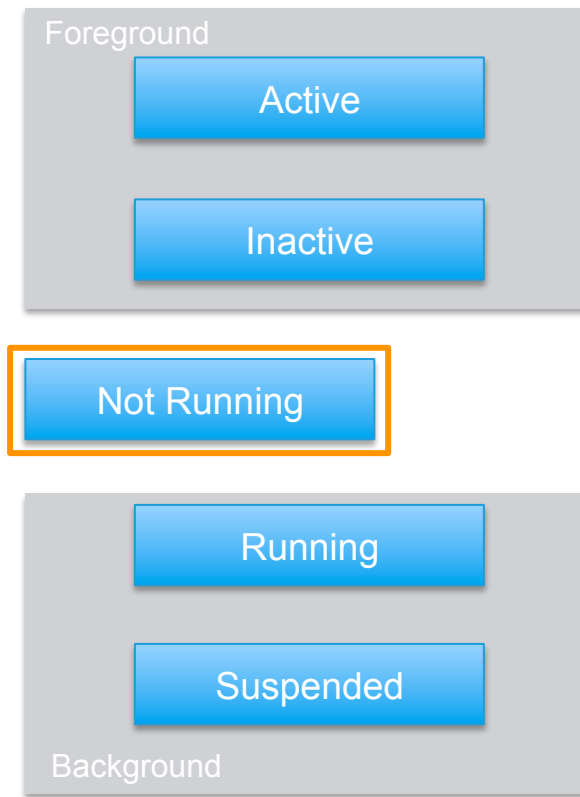 Foreground
Active
Inactive
Not Running
Running
Suspended
Background